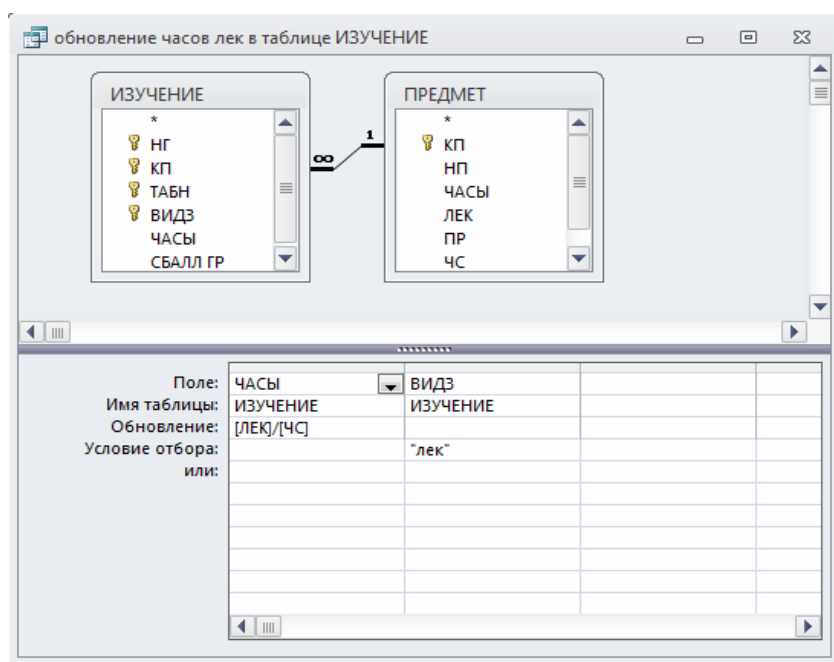 обновление часов лек в таблице ИЗУЧЕНИЕ
ИЗУЧЕНИЕ
*
НГ
КП
ТАБН
ВИДЗ
ЧАСЫ
СБАЛЛ ГР
∞ 1
ПРЕДМЕТ
*
КП
НП
ЧАСЫ
ЛЕК
ПР
ЧС
Поле: ЧАСЫ ВИДЗ
Имя таблицы: ИЗУЧЕНИЕ ИЗУЧЕНИЕ
Обновление: [ЛЕК]/[ЧС]
Условие отбора: "лек"
или: